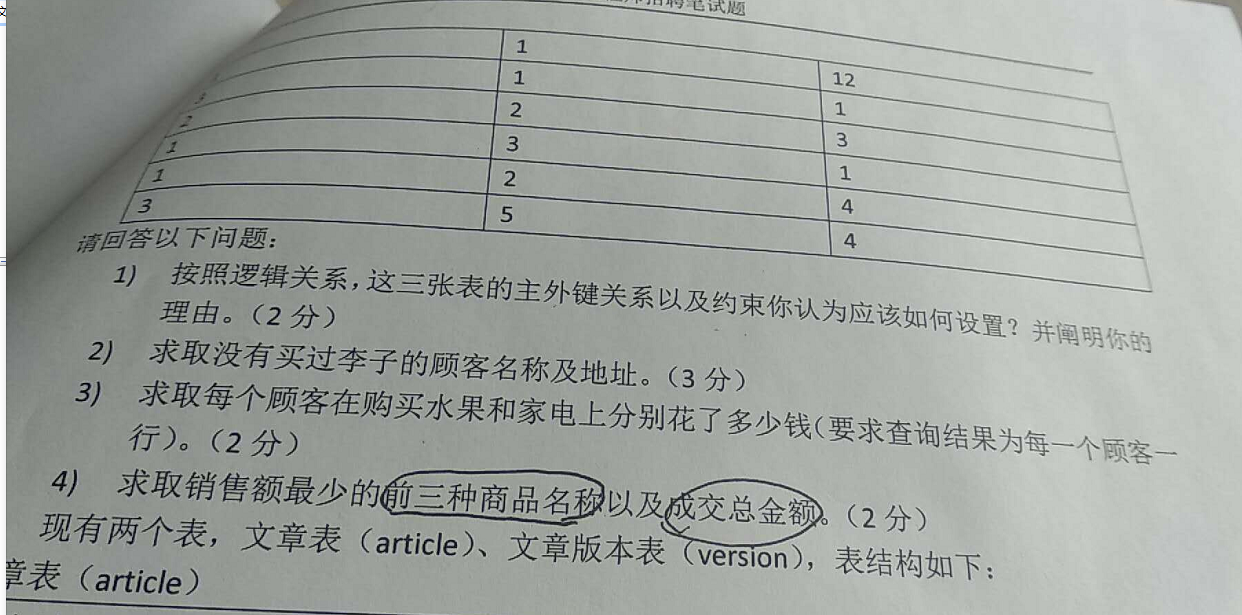 招聘笔试题
1 12
3 1 1
2 2 3
1 3 1
1 2 4
3 5 4
请回答以下问题：
1) 按照逻辑关系，这三张表的主外键关系以及约束你认为应该如何设置？并阐明你的
理由。（2 分）
2) 求取没有买过李子的顾客名称及地址。（3 分）
3) 求取每个顾客在购买水果和家电上分别花了多少钱（要求查询结果为每一个顾客一
行）。（2 分）
4) 求取销售额最少的前三种商品名称以及成交总金额。（2 分）
现有两个表，文章表（article）、文章版本表（version），表结构如下：
章表（article）